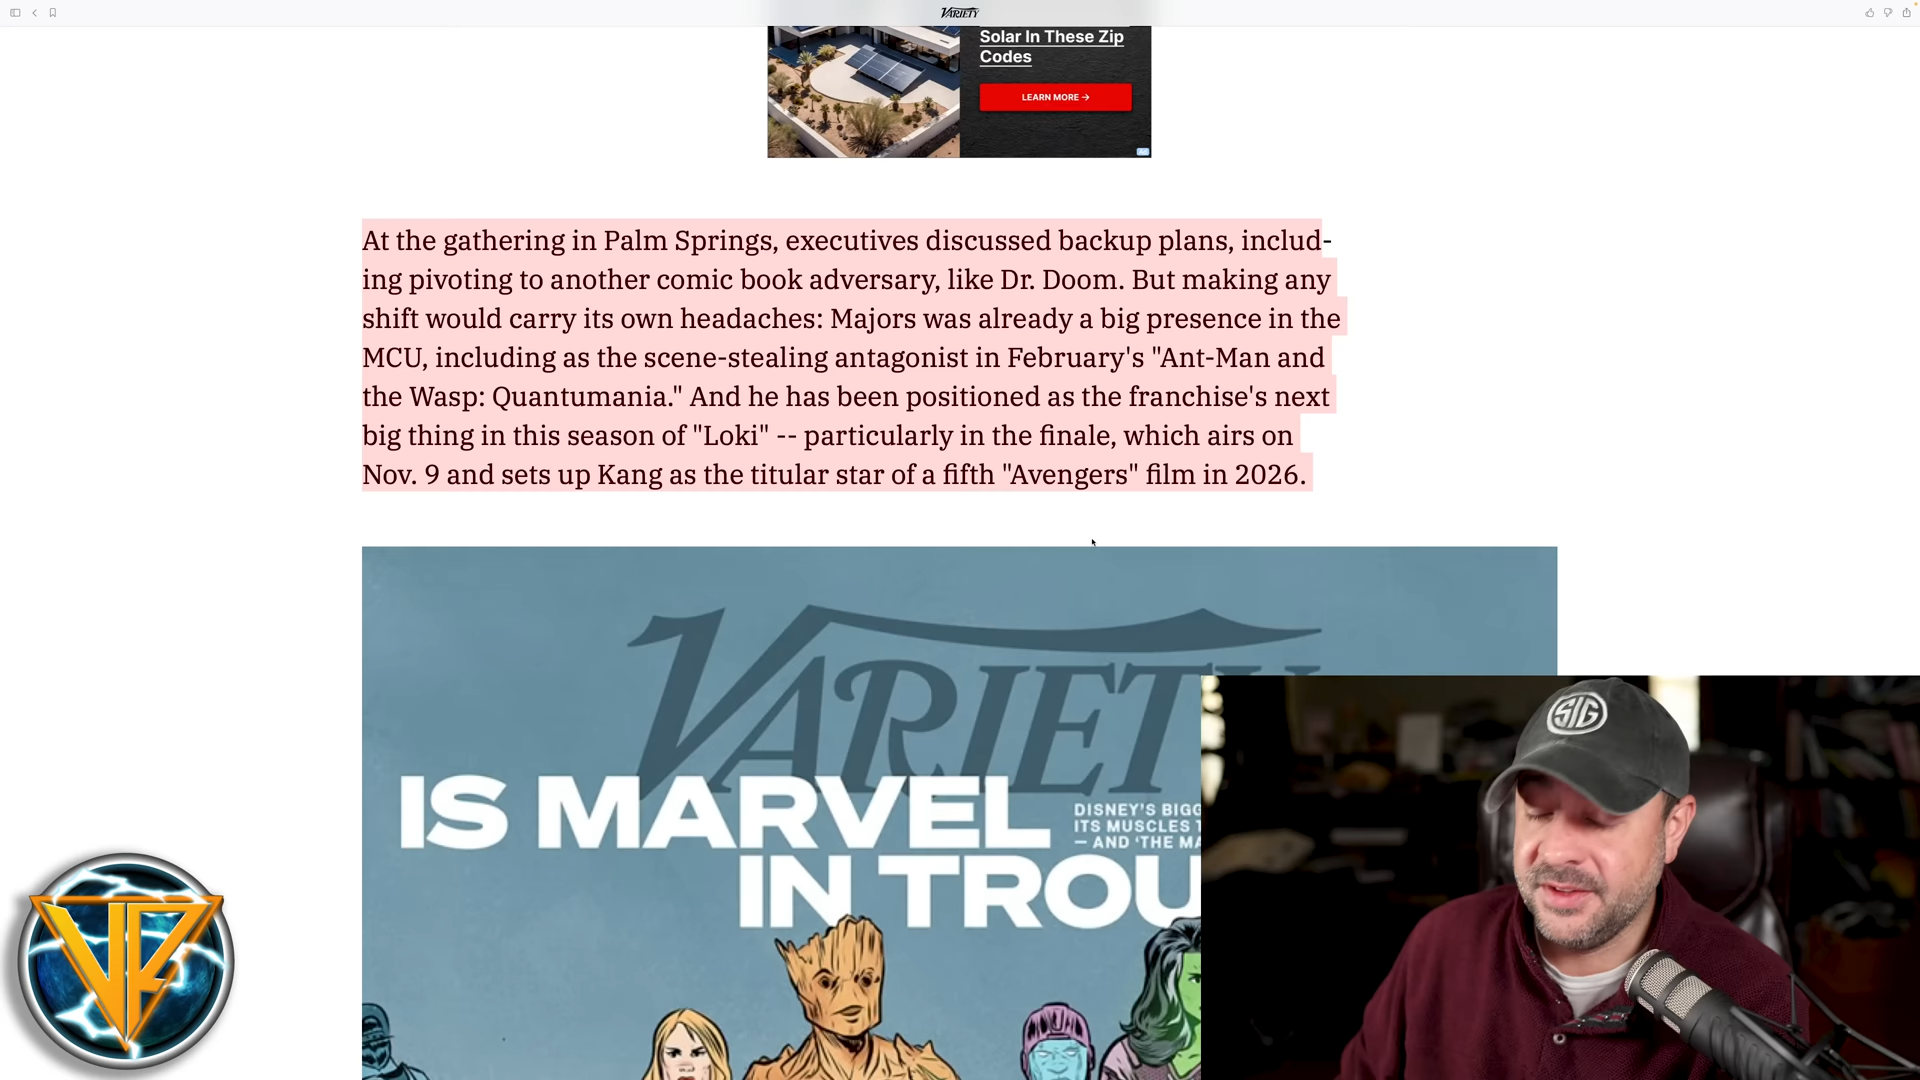 VARIETY
Solar In These Zip
Codes
LEARN MORE →
Ad
At the gathering in Palm Springs, executives discussed backup plans, includ-
ing pivoting to another comic book adversary, like Dr. Doom. But making any
shift would carry its own headaches: Majors was already a big presence in the
MCU, including as the scene-stealing antagonist in February's "Ant-Man and
the Wasp: Quantumania." And he has been positioned as the franchise's next
big thing in this season of "Loki" -- particularly in the finale, which airs on
Nov. 9 and sets up Kang as the titular star of a fifth "Avengers" film in 2026.
VARIETY
IS MARVEL
DISNEY'S BIGG
ITS MUSCLES T
— AND 'THE MA
IN TROU
SIG